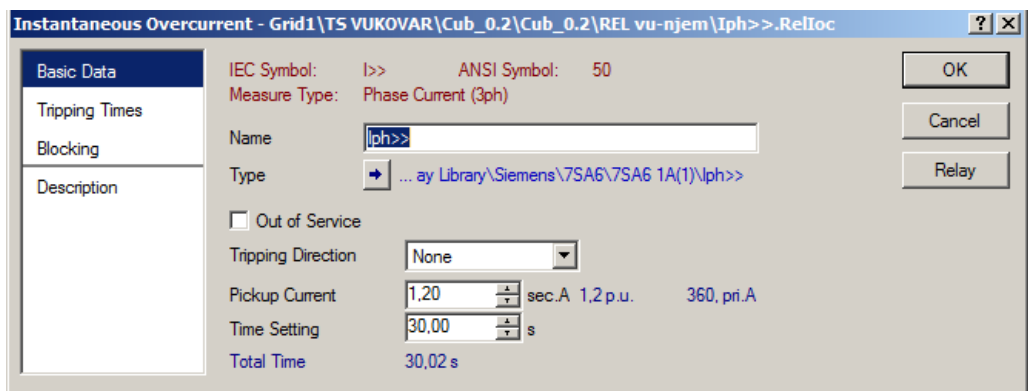 Instantaneous Overcurrent - Grid1\TS VUKOVAR\Cub_0.2\Cub_0.2\REL vu-njem\Iph>>.RelIoc
Basic Data
Tripping Times
Blocking
Description
IEC Symbol: I>> ANSI Symbol: 50
Measure Type: Phase Current (3ph)
Name Iph>>
Type ... ay Library\Siemens\7SA6\7SA6 1A(1)\Iph>>
Out of Service
Tripping Direction None
Pickup Current 1,20 sec.A 1,2 p.u. 360, pri.A
Time Setting 30,00 s
Total Time 30,02 s
OK
Cancel
Relay